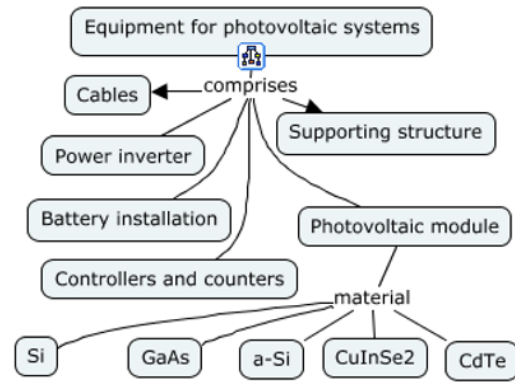 Equipment for photovoltaic systems
comprises
Cables
Supporting structure
Power inverter
Battery installation
Photovoltaic module
Controllers and counters
material
Si
GaAs
a-Si
CuInSe2
CdTe